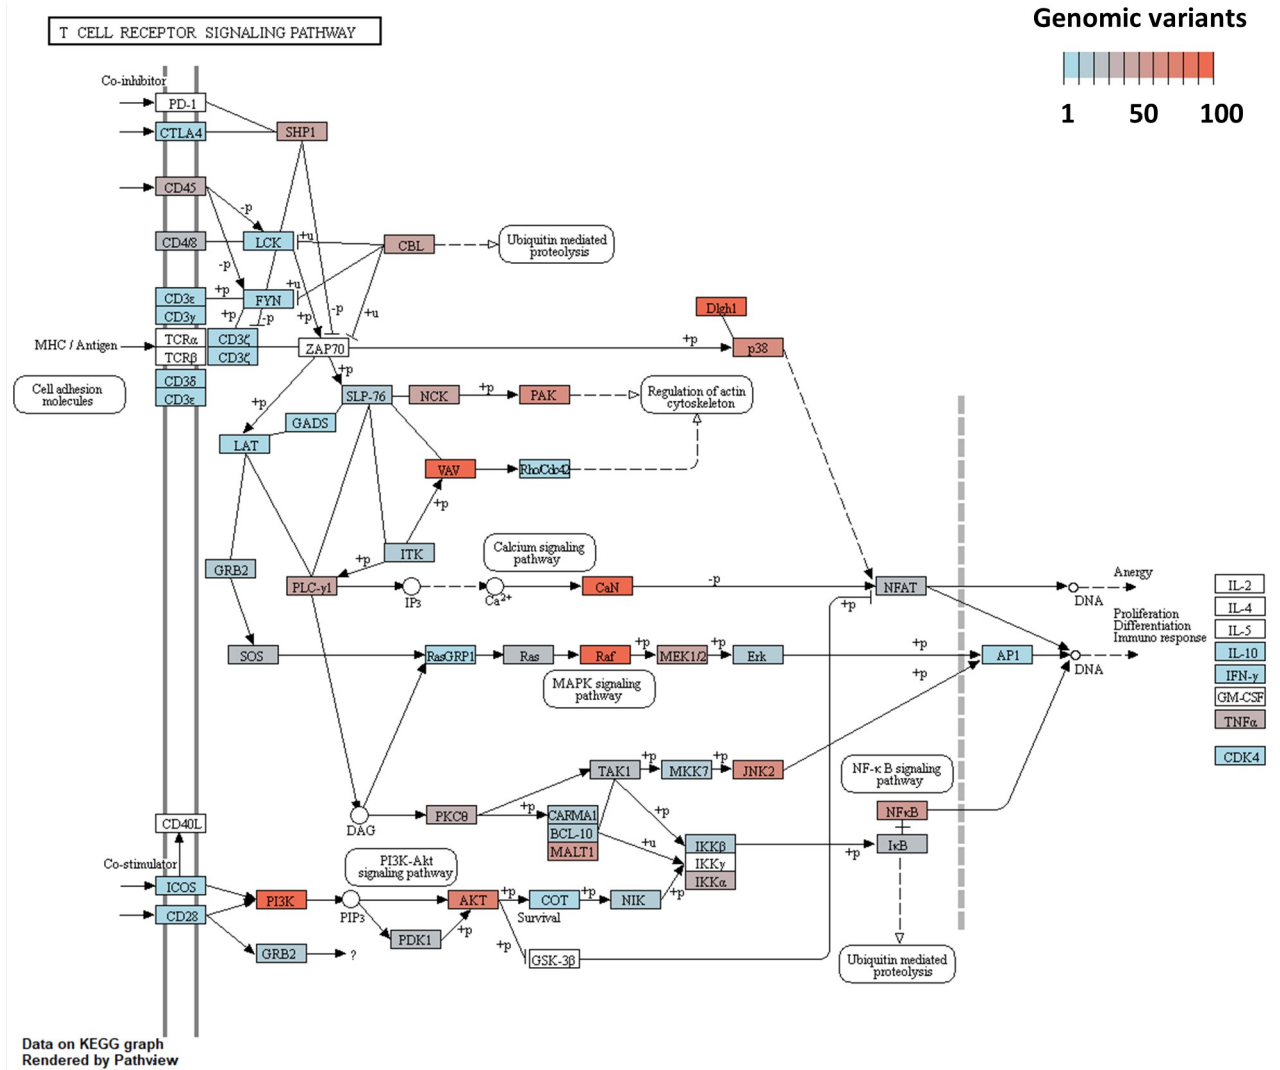 T CELL RECEPTOR SIGNALING PATHWAY
Genomic variants
1 50 100
Co-inhibitor
PD-1
CTLA4
SHP1
CD45
-p
CD4/8
LCK
+u
CBL
Ubiquitin mediated
proteolysis
-p
+p
+u
CD3ε
FYN
CD3γ
+p
-p
+p
-p
+u
Dlgh1
MHC / Antigen
TCRα
CD3ζ
TCRβ
CD3ζ
ZAP70
+p
p38
Cell adhesion
molecules
CD3δ
CD3ε
+p
+p
SLP-76
NCK
+p
PAK
Regulation of actin
cytoskeleton
GADS
LAT
VAV
Rho/Cdc42
+p
ITK
+p
GRB2
Calcium signaling
pathway
PLC-γ1
IP3
Ca2+
CaN
-p
NFAT
+p
DNA
Anergy
Proliferation
Differentiation
Immuno response
IL-2
IL-4
IL-5
IL-10
IFN-γ
GM-CSF
TNFα
CDK4
SOS
RasGRP1
Ras
Raf
+p
MEK1/2
+p
Erk
+p
AP1
DNA
MAPK signaling
pathway
+p
TAK1
+p
MKK7
+p
JNK2
NF-κB signaling
pathway
DAG
PKCθ
+p
CARMA1
BCL-10
MALT1
+p
+u
IKKβ
IKKγ
IKKα
+p
NFκB
IκB
CD40L
Co-stimulator
PI3K-Akt
signaling pathway
ICOS
CD28
PI3K
PIP3
AKT
+p
COT
+p
NIK
+p
Survival
PDK1
+p
+p
GSK-3β
GRB2
?
Ubiquitin mediated
proteolysis
Data on KEGG graph
Rendered by Pathview